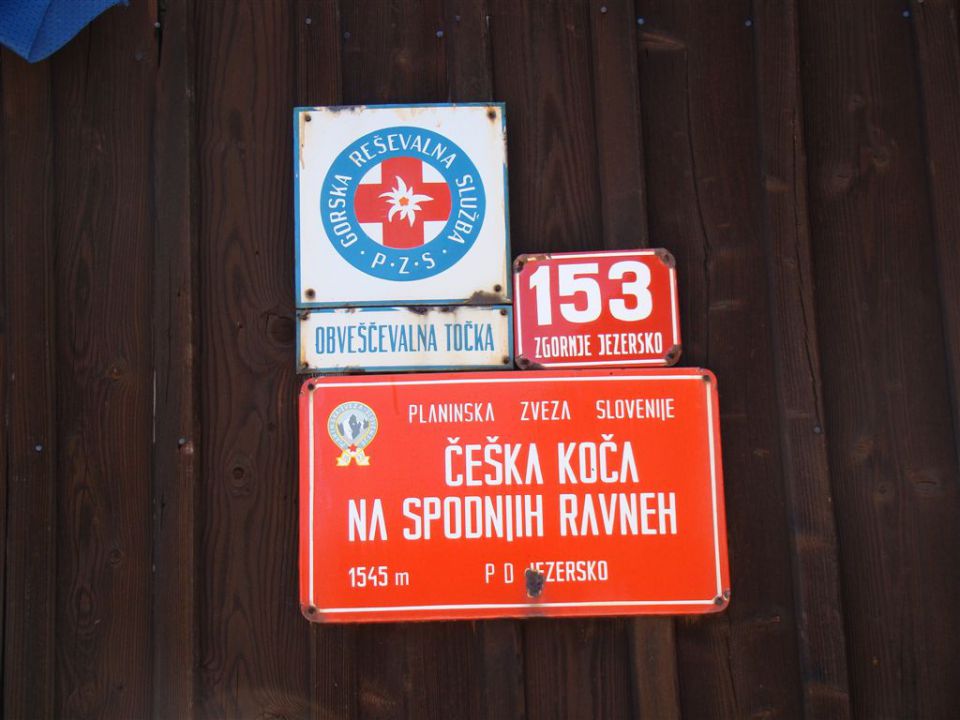 GORSKA REŠEVALNA SLUŽBA
· P · Z · S ·
OBVEŠČEVALNA TOČKA
153
ZGORNJE JEZERSKO
PLANINSKA ZVEZA SLOVENIJE
ČEŠKA KOČA
NA SPODNJIH RAVNEH
1545 m
P D JEZERSKO